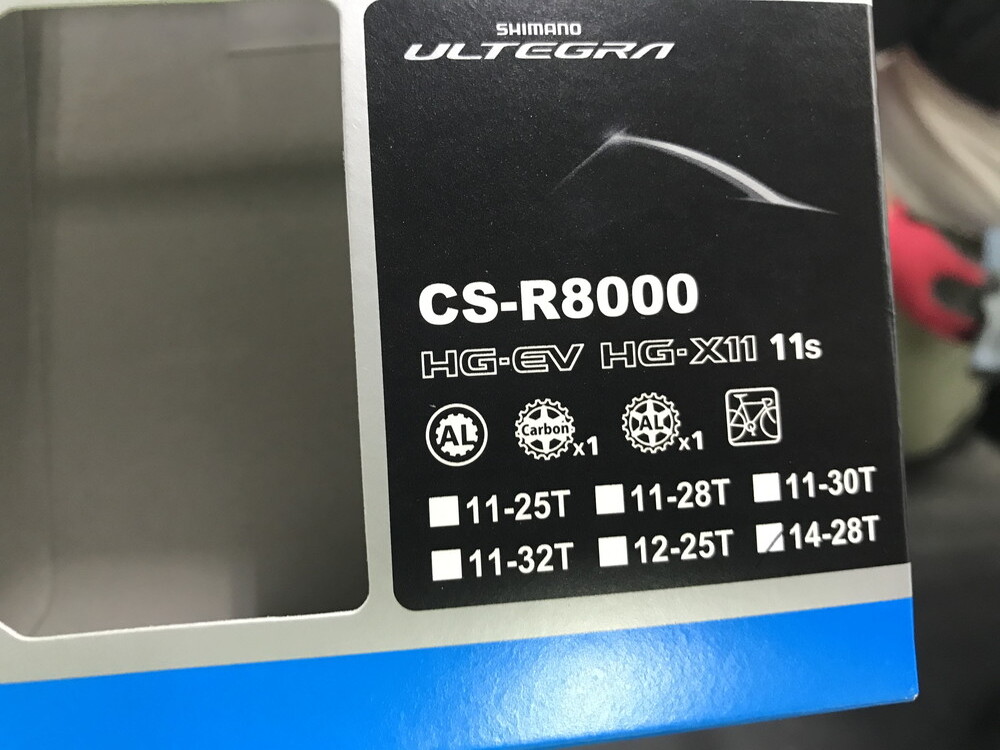 SHIMANO
ULTEGRA
CS-R8000
HG-EV HG-X11 11s
AL Carbon x1 AL x1
11-25T 11-28T 11-30T
11-32T 12-25T 14-28T